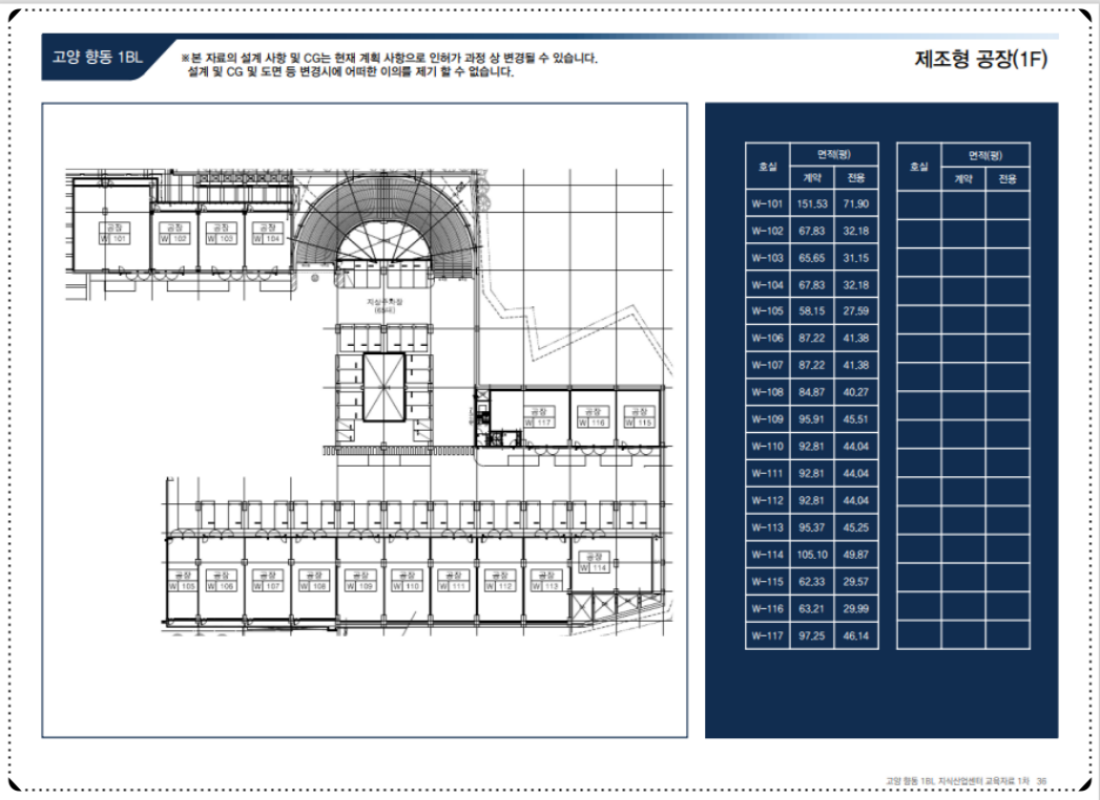 고양 향동 1BL
※본 자료의 설계 사항 및 CG는 현재 계획 사항으로 인허가 과정 상 변경될 수 있습니다.
설계 및 CG 및 도면 등 변경시에 어떠한 이의를 제기 할 수 없습니다.
제조형 공장(1F)
공장 W 101
공장 W 102
공장 W 103
공장 W 104
지상주차장
공장 W 117
공장 W 116
공장 W 115
공장 W 105
공장 W 106
공장 W 107
공장 W 108
공장 W 109
공장 W 110
공장 W 111
공장 W 112
공장 W 113
공장 W 114
호실 면적(평)
계약 전용
W-101 151.53 71.90
W-102 67.83 32.18
W-103 65.65 31.15
W-104 67.83 32.18
W-105 58.15 27.59
W-106 87.22 41.38
W-107 87.22 41.38
W-108 84.87 40.27
W-109 95.91 45.51
W-110 92.81 44.04
W-111 92.81 44.04
W-112 92.81 44.04
W-113 95.37 45.25
W-114 105.10 49.87
W-115 62.33 29.57
W-116 63.21 29.99
W-117 97.25 46.14
호실 면적(평)
계약 전용
고양 향동 1BL 지식산업센터 교육자료 1차 36